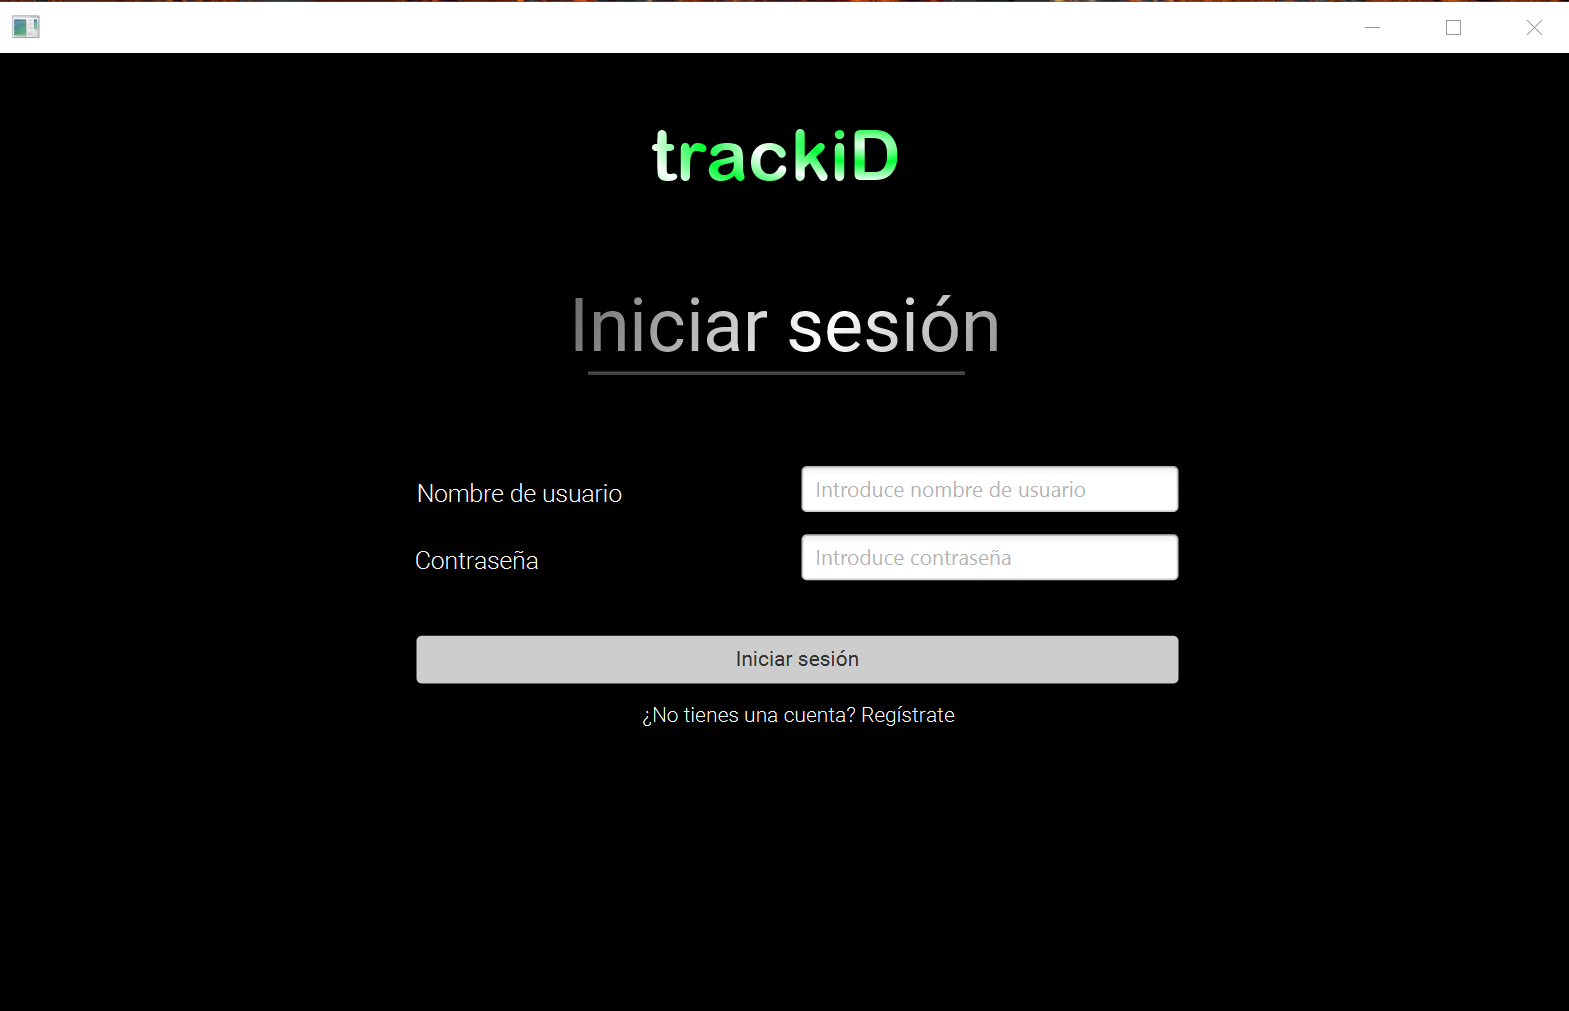 trackiD
Iniciar sesión
Nombre de usuario
Introduce nombre de usuario
Contraseña
Introduce contraseña
Iniciar sesión
¿No tienes una cuenta? Regístrate